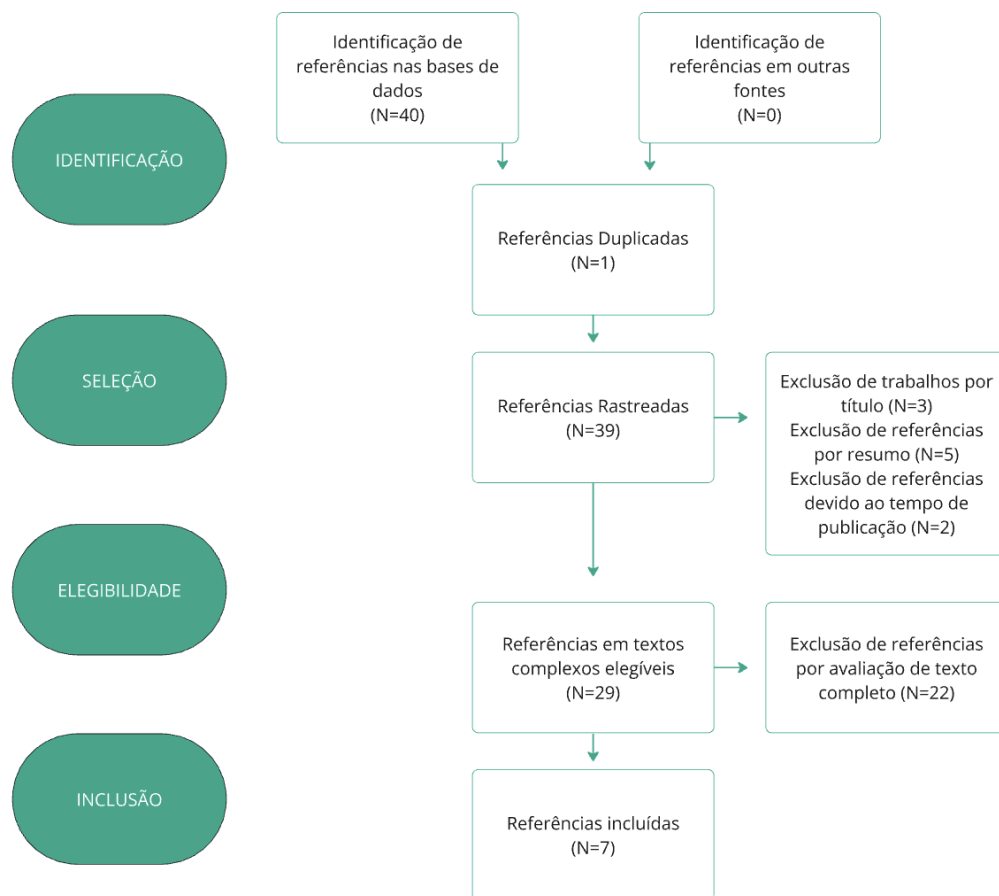 Identificação de
referências nas bases de
dados
(N=40)
Identificação de
referências em outras
fontes
(N=0)
IDENTIFICAÇÃO
Referências Duplicadas
(N=1)
SELEÇÃO
Referências Rastreadas
(N=39)
Exclusão de trabalhos por
título (N=3)
Exclusão de referências
por resumo (N=5)
Exclusão de referências
devido ao tempo de
publicação (N=2)
ELEGIBILIDADE
Referências em textos
complexos elegíveis
(N=29)
Exclusão de referências
por avaliação de texto
completo (N=22)
INCLUSÃO
Referências incluídas
(N=7)